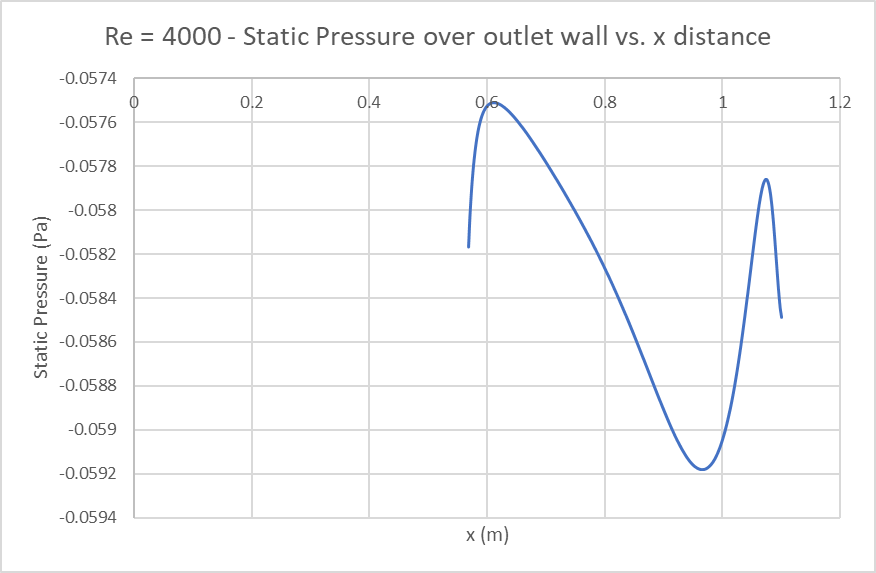 Re = 4000 - Static Pressure over outlet wall vs. x distance
-0.0574
0 0.2 0.4 0.6 0.8 1 1.2
-0.0576
-0.0578
-0.058
-0.0582
-0.0584
-0.0586
-0.0588
-0.059
-0.0592
-0.0594
Static Pressure (Pa)
x (m)